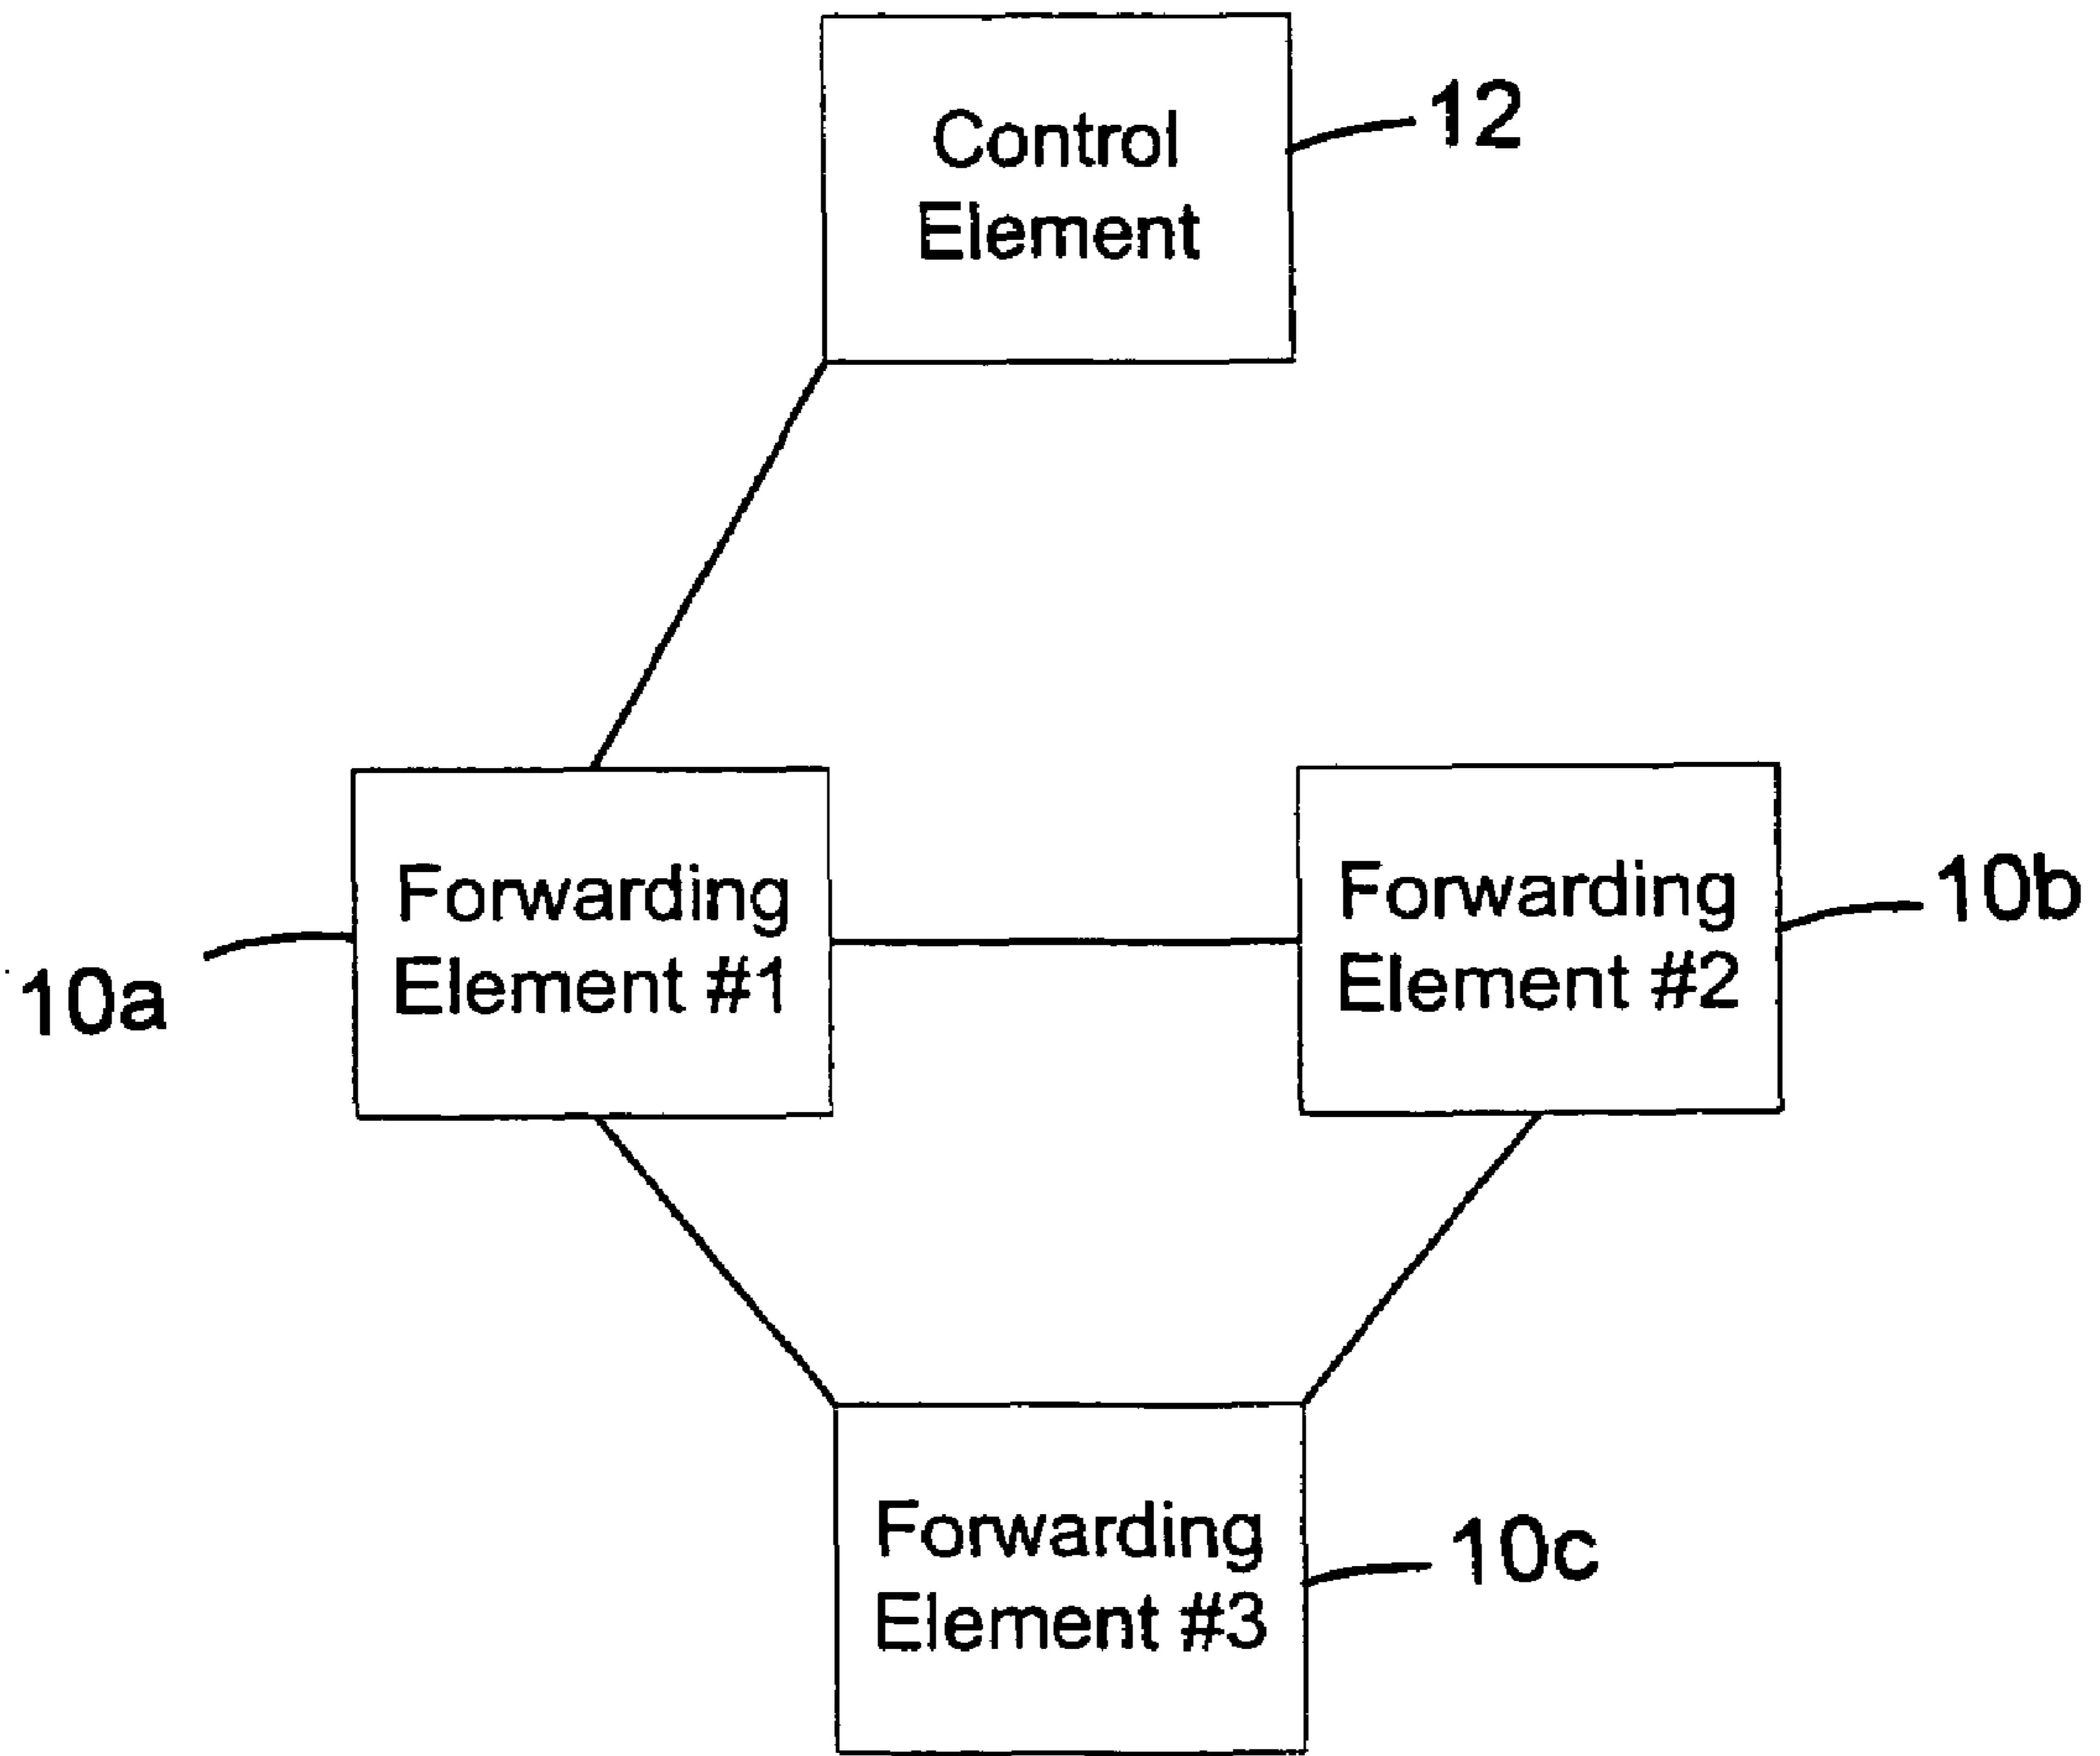 Control
Element
12
Forwarding
Element #1
10a
Forwarding
Element #2
10b
Forwarding
Element #3
10c